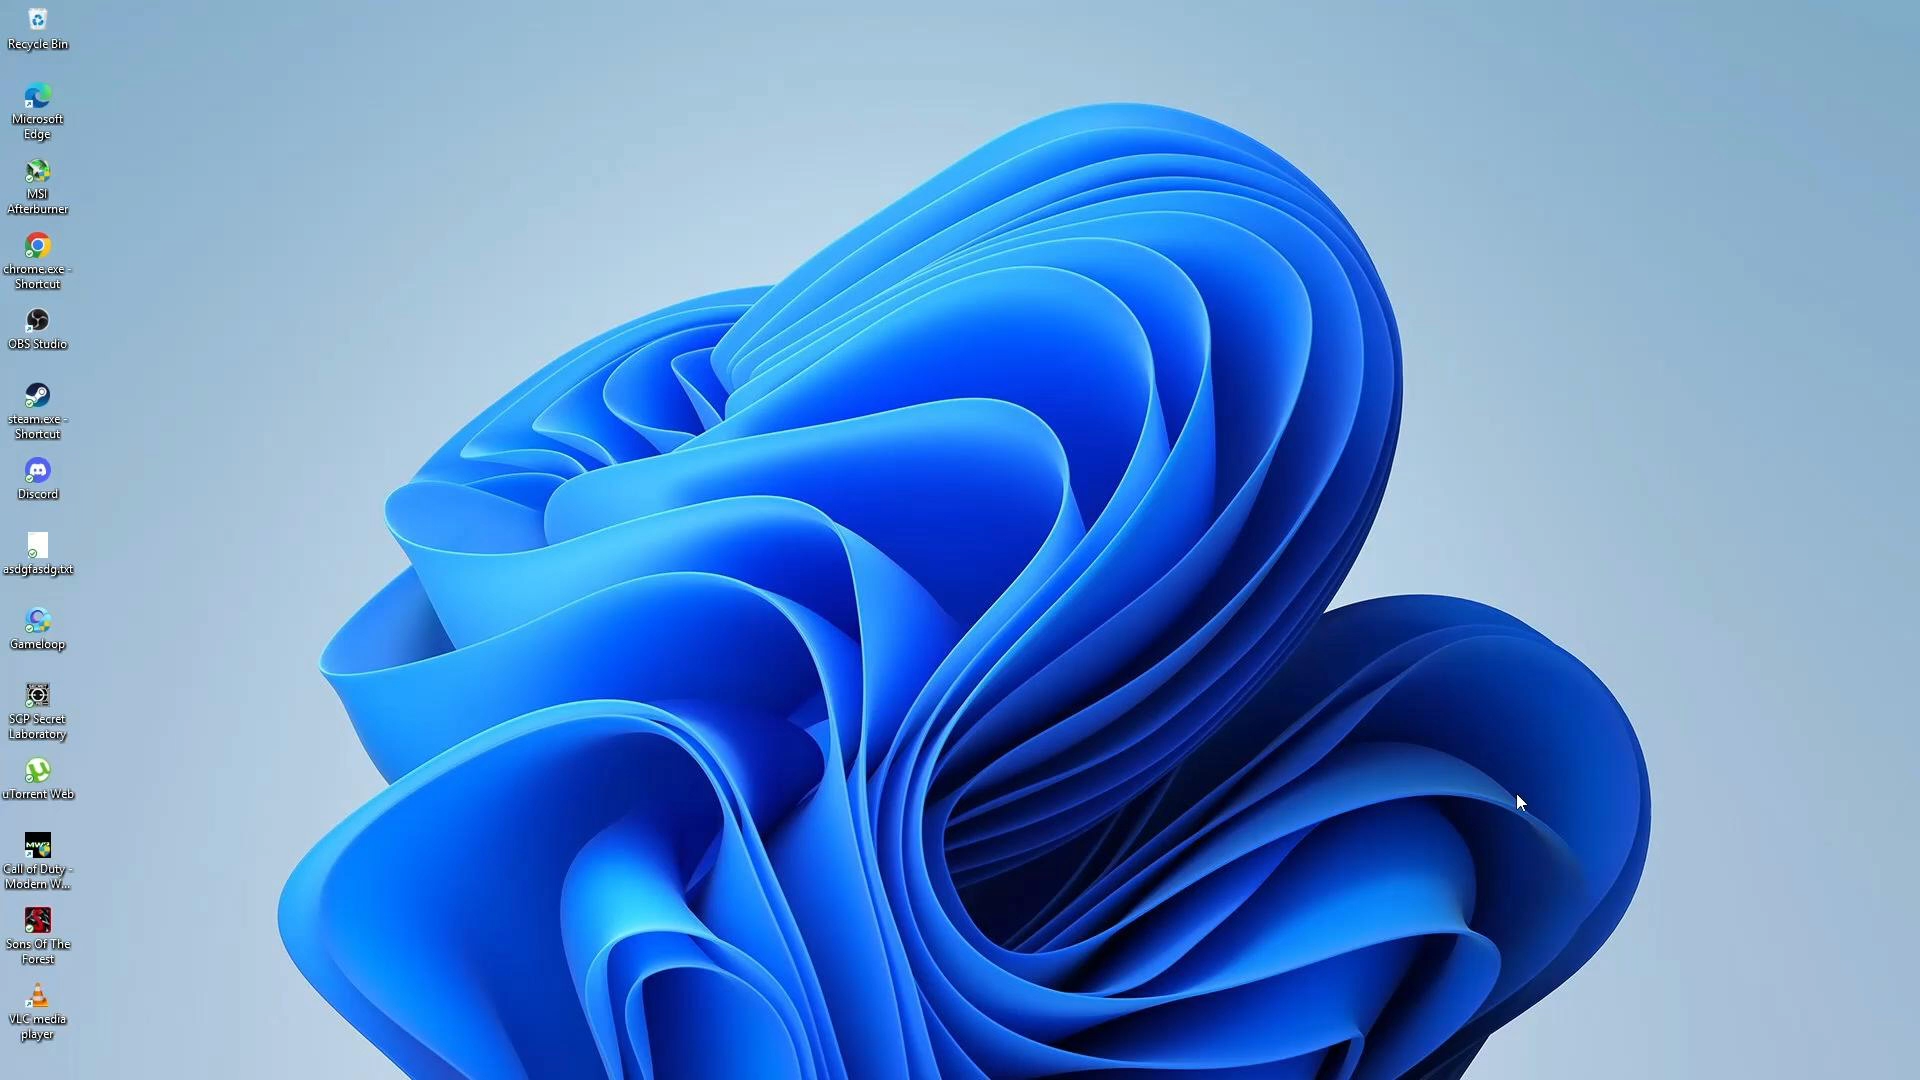 Recycle Bin
Microsoft
Edge
MSI
Afterburner
chrome.exe -
Shortcut
OBS Studio
steam.exe -
Shortcut
Discord
asdgfasdg.txt
Gameloop
SCP Secret
Laboratory
uTorrent Web
Call of Duty -
Modern W...
Sons Of The
Forest
VLC media
player